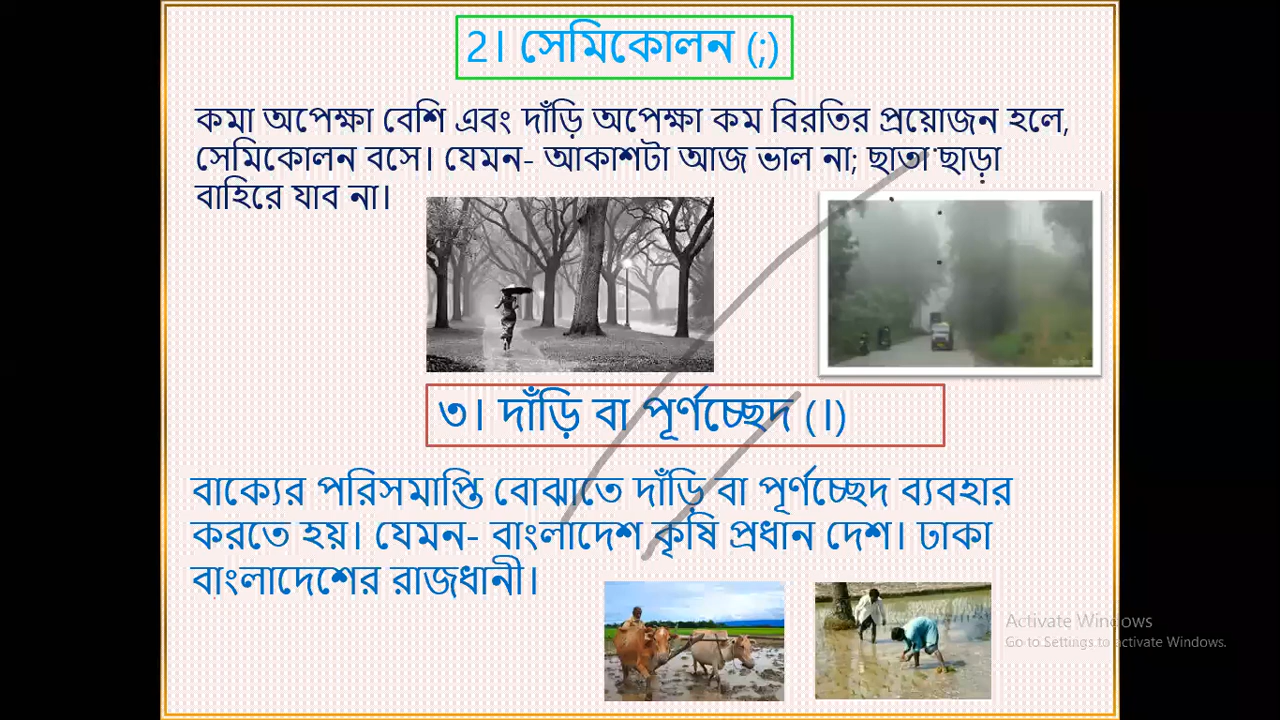 2। সেমিকোলন (;)
কমা অপেক্ষা বেশি এবং দাঁড়ি অপেক্ষা কম বিরতির প্রয়োজন হলে,
সেমিকোলন বসে। যেমন- আকাশটা আজ ভাল না; ছাতা ছাড়া
বাহিরে যাব না।
৩। দাঁড়ি বা পূর্ণচ্ছেদ (।)
বাক্যের পরিসমাপ্তি বোঝাতে দাঁড়ি বা পূর্ণচ্ছেদ ব্যবহার
করতে হয়। যেমন- বাংলাদেশ কৃষি প্রধান দেশ। ঢাকা
বাংলাদেশের রাজধানী।
Activate Windows
Go to Settings to activate Windows.